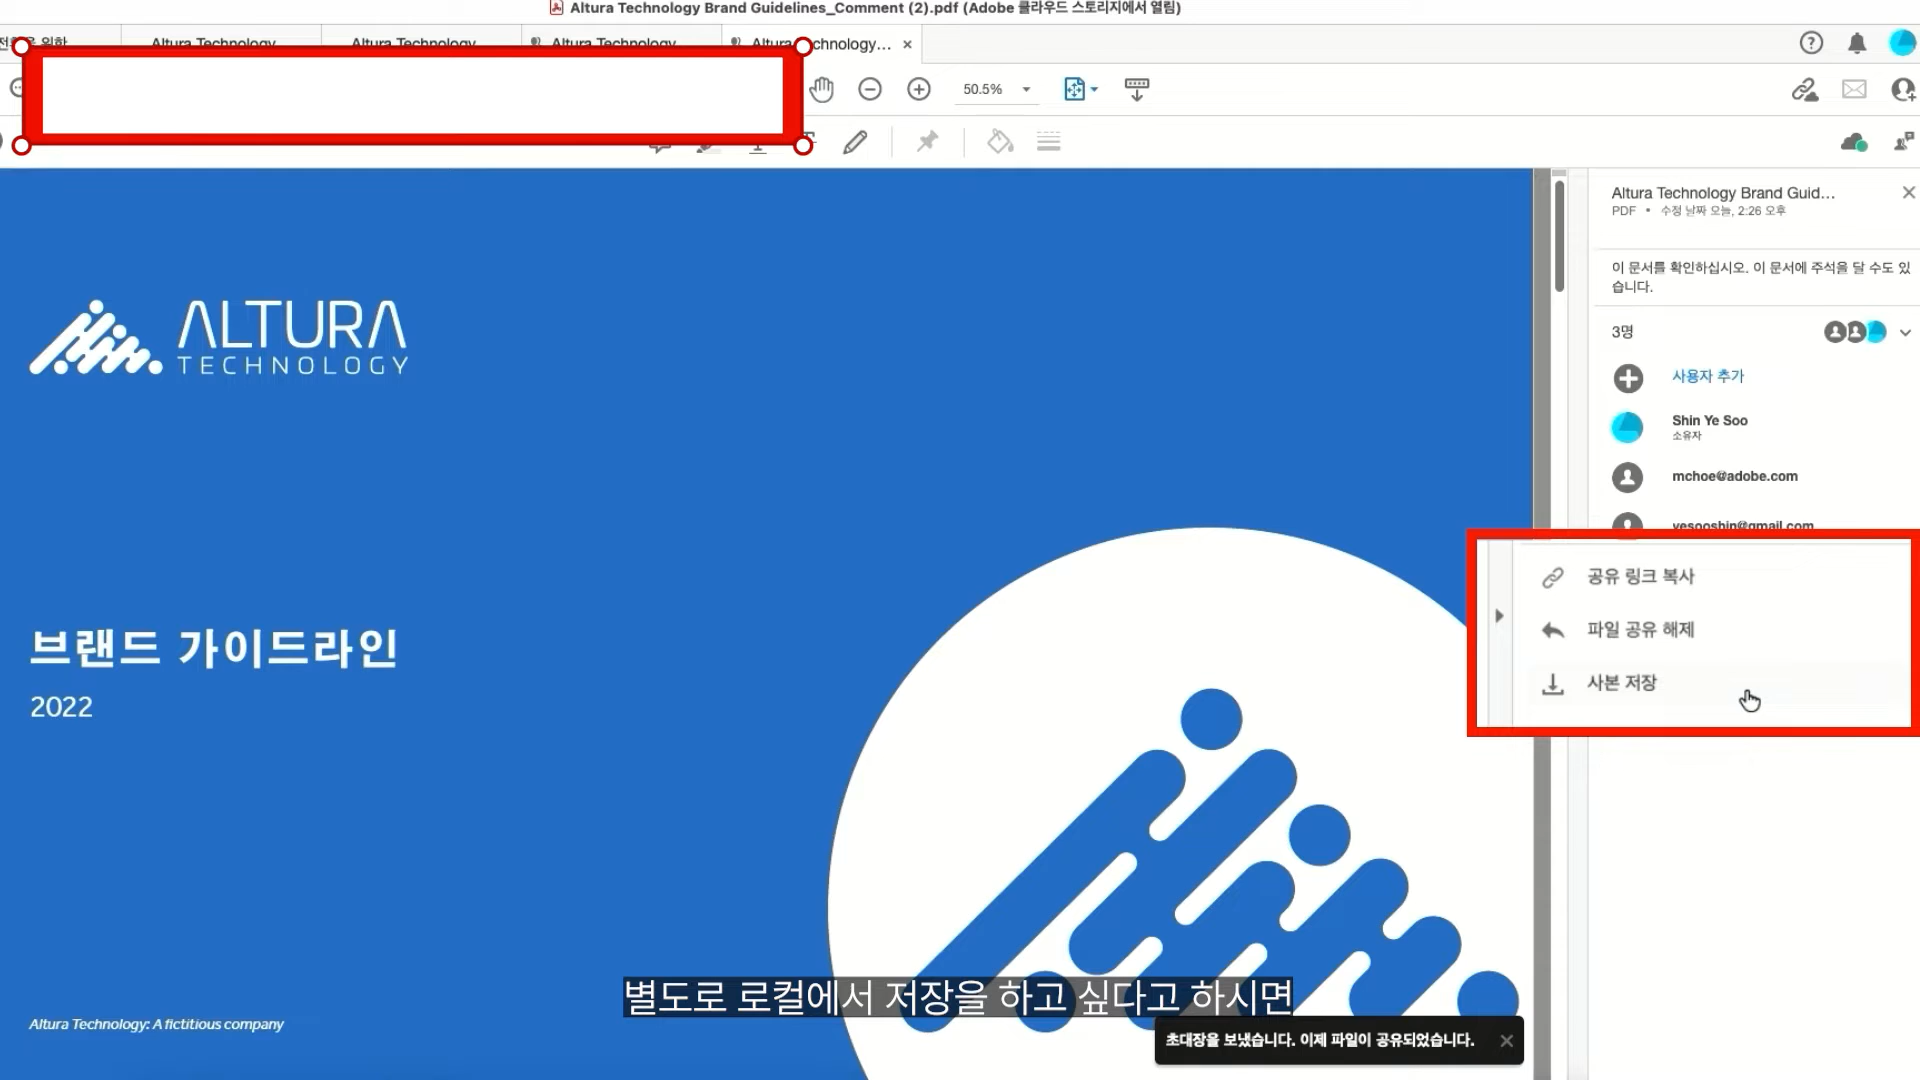 Altura Technology Brand Guidelines_Comment (2).pdf (Adobe 클라우드 스토리지에서 열림)
Altura Technology
Altura Technology
Altura Technology
50.5%
Altura Technology Brand Guid...
PDF • 수정 날짜 오늘, 2:26 오후
이 문서를 확인하십시오. 이 문서에 주석을 달 수도 있
습니다.
3명
사용자 추가
Shin Ye Soo
소유자
mchoe@adobe.com
yesooshin@gmail.com
공유 링크 복사
파일 공유 해제
사본 저장
ALTURA
TECHNOLOGY
브랜드 가이드라인
2022
Altura Technology: A fictitious company
별도로 로컬에서 저장을 하고 싶다고 하시면
초대장을 보냈습니다. 이제 파일이 공유되었습니다.